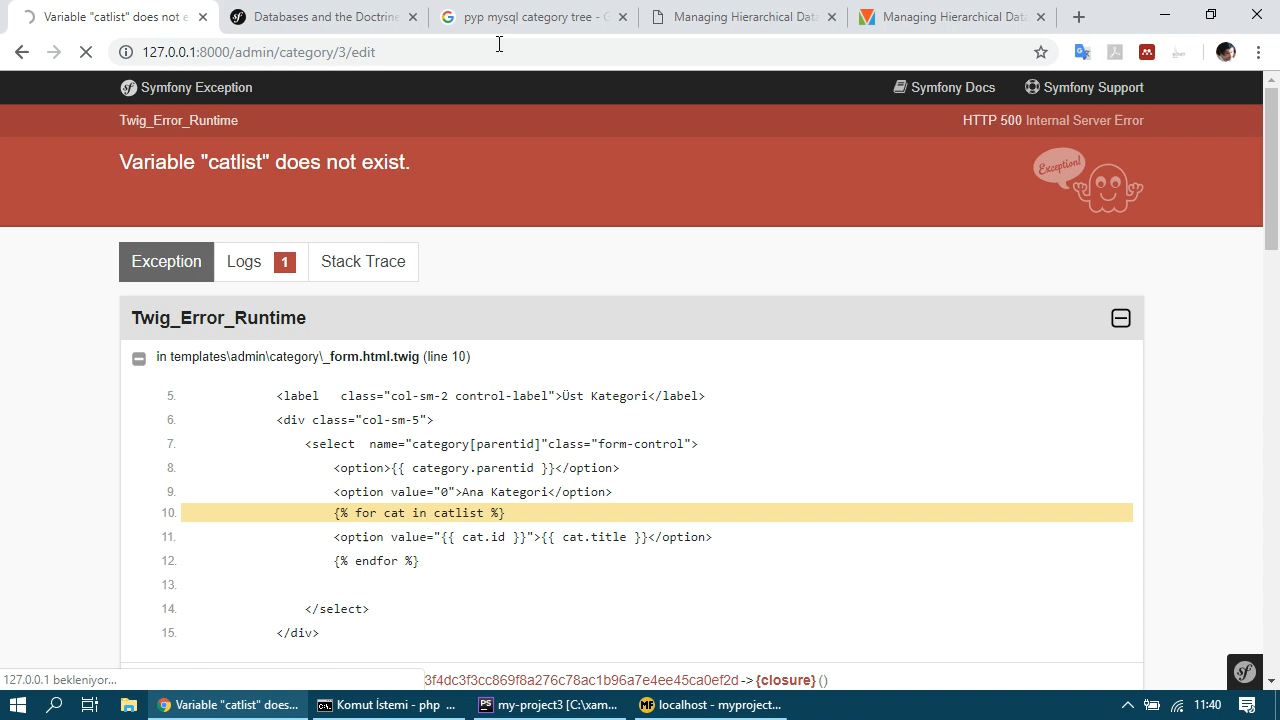 Variable "catlist" does not e
Databases and the Doctrine
pyp mysql category tree - G
Managing Hierarchical Dat
Managing Hierarchical Dat
127.0.0.1:8000/admin/category/3/edit
Symfony Exception
Symfony Docs
Symfony Support
Twig_Error_Runtime
HTTP 500 Internal Server Error
Variable "catlist" does not exist.
Exception!
Exception
Logs 1
Stack Trace
Twig_Error_Runtime
in templates\admin\category\_form.html.twig (line 10)
5. <label   class="col-sm-2 control-label">Üst Kategori</label>
6. <div class="col-sm-5">
7. <select  name="category[parentid]"class="form-control">
8. <option>{{ category.parentid }}</option>
9. <option value="0">Ana Kategori</option>
10. {% for cat in catlist %}
11. <option value="{{ cat.id }}">{{ cat.title }}</option>
12. {% endfor %}
13.
14. </select>
15. </div>
127.0.0.1 bekleniyor...
3f4dc3f3cc869f8a276c78ac1b96a7e4ee45ca0ef2d->{closure}()
Variable "catlist" does...
Komut İstemi - php ...
my-project3 [C:\xam...
localhost - myproject...
11:40